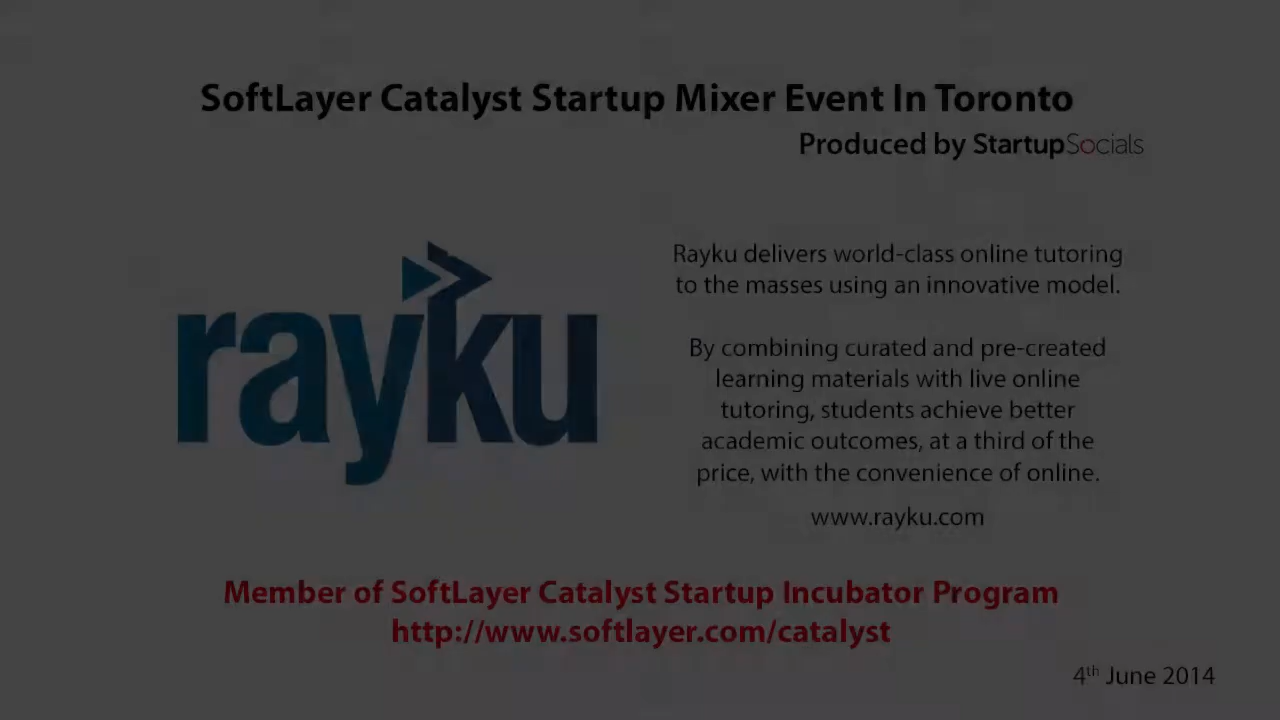 SoftLayer Catalyst Startup Mixer Event In Toronto
Produced by StartupSocials
rayku
Rayku delivers world-class online tutoring
to the masses using an innovative model.
By combining curated and pre-created
learning materials with live online
tutoring, students achieve better
academic outcomes, at a third of the
price, with the convenience of online.
www.rayku.com
Member of SoftLayer Catalyst Startup Incubator Program
http://www.softlayer.com/catalyst
4th June 2014